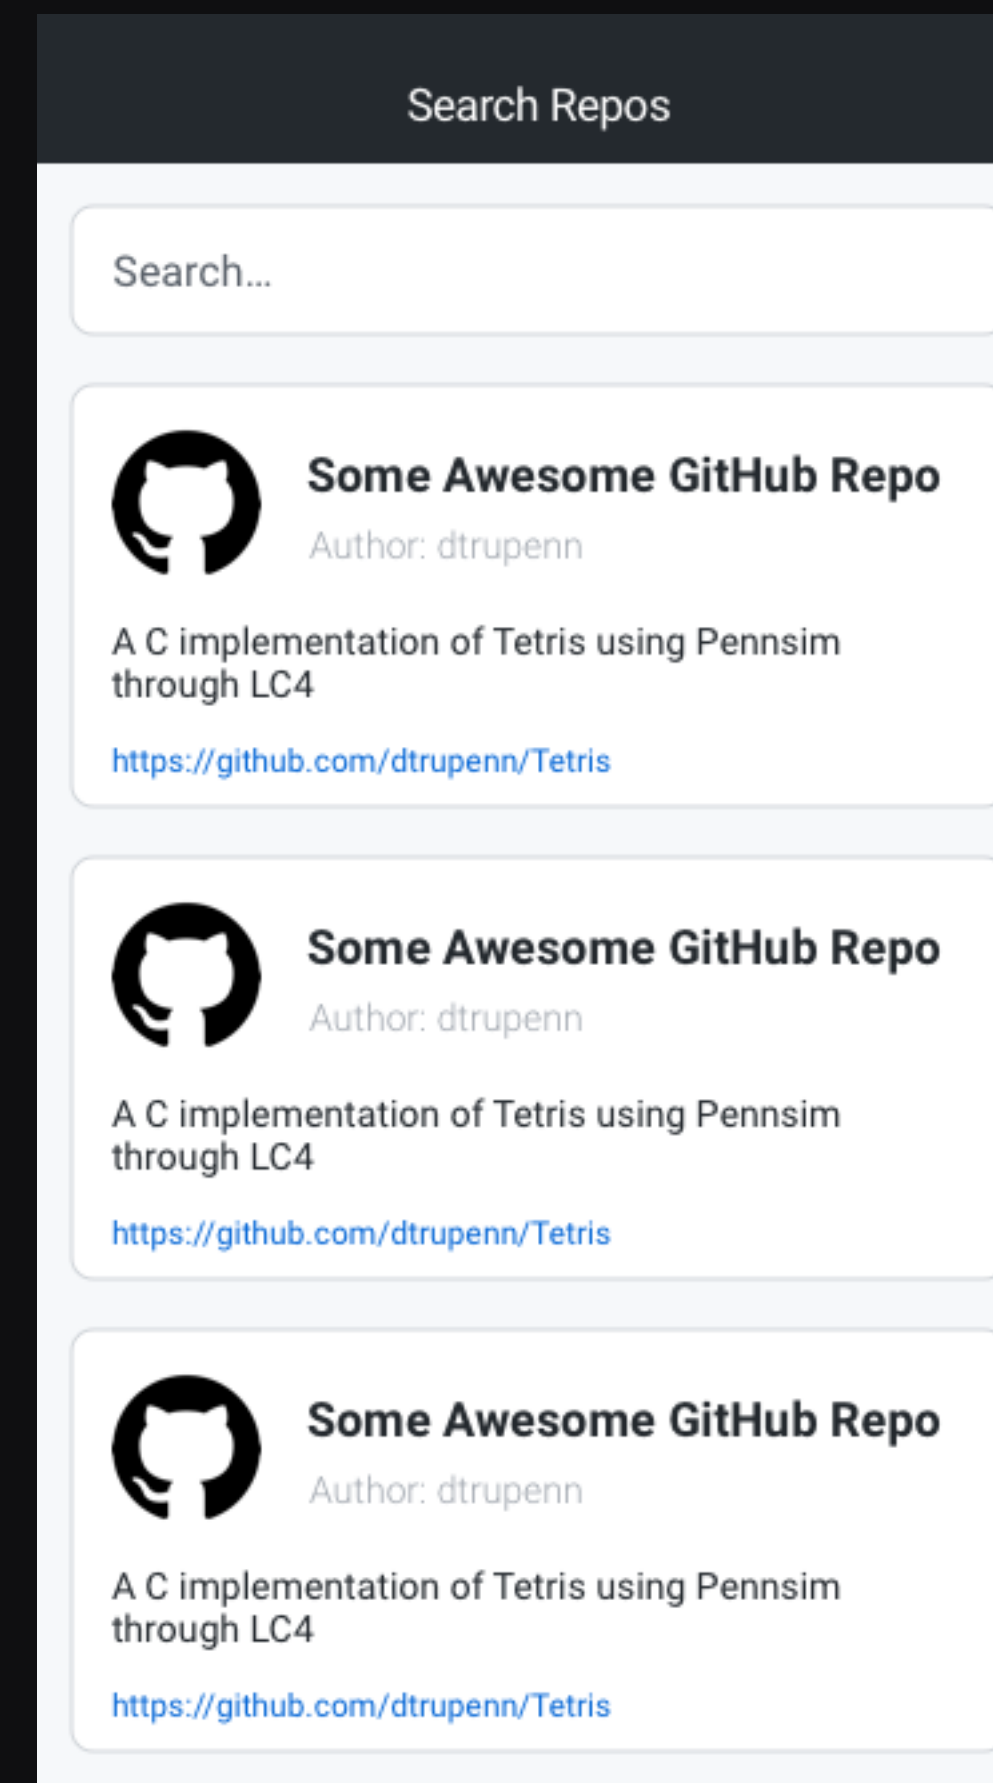 Search Repos
Search...
Some Awesome GitHub Repo
Author: dtrupenn
A C implementation of Tetris using Pennsim
through LC4
https://github.com/dtrupenn/Tetris
Some Awesome GitHub Repo
Author: dtrupenn
A C implementation of Tetris using Pennsim
through LC4
https://github.com/dtrupenn/Tetris
Some Awesome GitHub Repo
Author: dtrupenn
A C implementation of Tetris using Pennsim
through LC4
https://github.com/dtrupenn/Tetris